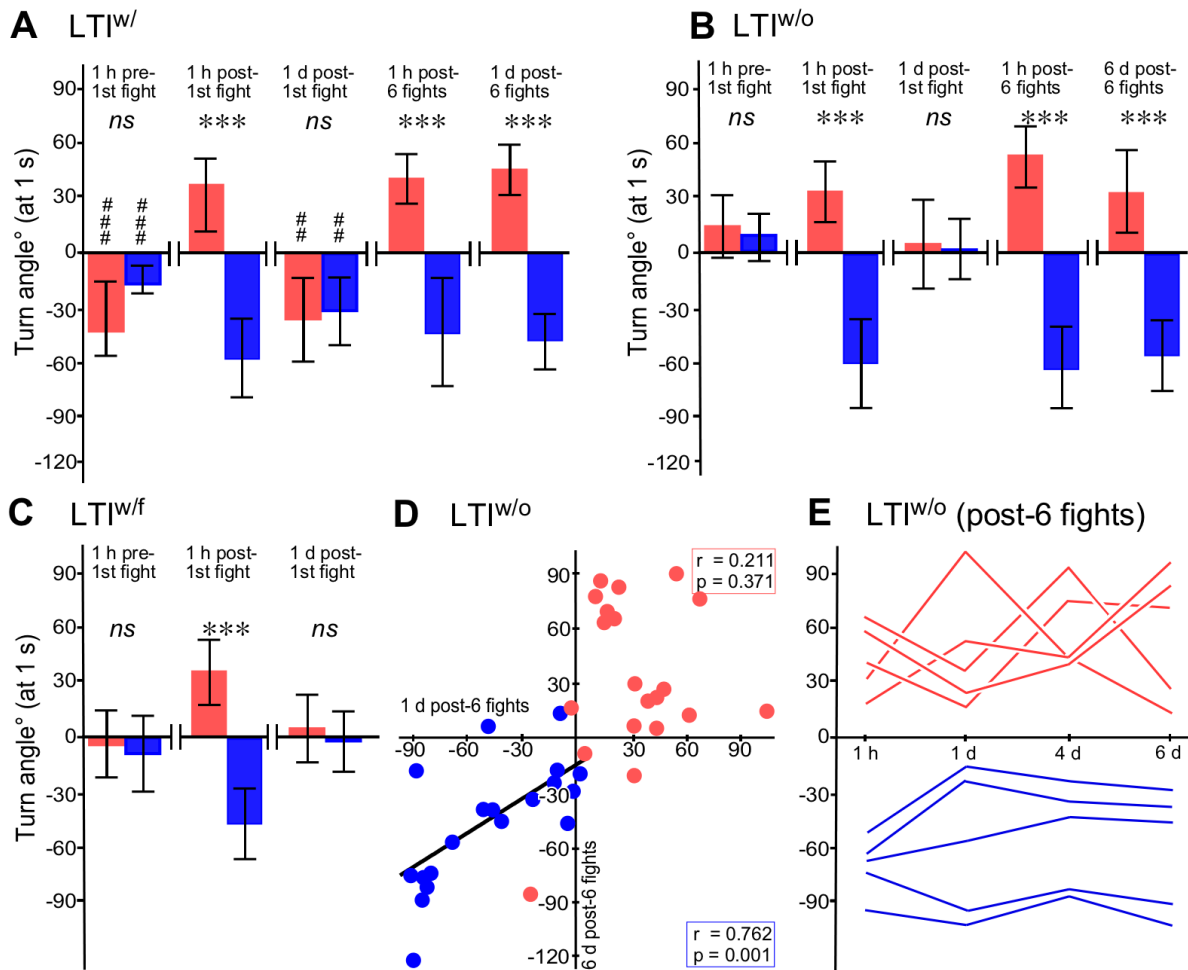 A LTI^w/
1 h pre- 1 h post- 1 d post- 1 h post- 1 d post-
1st fight 1st fight 1st fight 6 fights 6 fights
ns *** ns *** ***
### ### ## ##
Turn angle° (at 1 s)
90
60
30
0
-30
-60
-90
-120
B LTI^w/o
1 h pre- 1 h post- 1 d post- 1 h post- 6 d post-
1st fight 1st fight 1st fight 6 fights 6 fights
ns *** ns *** ***
Turn angle° (at 1 s)
90
60
30
0
-30
-60
-90
-120
C LTI^w/f
1 h pre- 1 h post- 1 d post-
1st fight 1st fight 1st fight
ns *** ns
Turn angle° (at 1 s)
90
60
30
0
-30
-60
-90
D LTI^w/o
r = 0.211
p = 0.371
90
60
30
1 d post-6 fights
-90 -60 -30 30 60 90
-30
-60
-90
-120
6 d post-6 fights
r = 0.762
p = 0.001
E LTI^w/o (post-6 fights)
90
60
30
0
1 h 1 d 4 d 6 d
-30
-60
-90